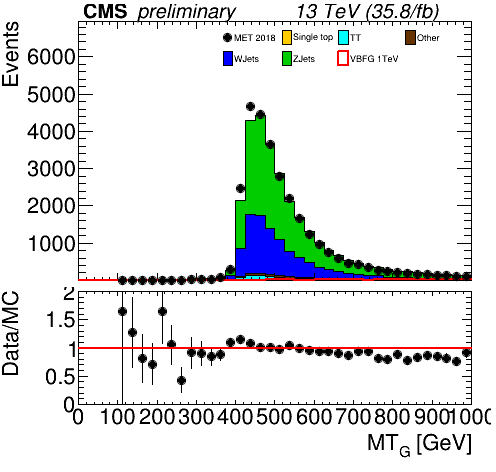 CMS preliminary 13 TeV (35.8/fb)
Events
MET 2018 Single top TT Other
WJets ZJets VBFG 1TeV
6000
5000
4000
3000
2000
1000
Data/MC
2
1.5
1
0.5
0
0 100 200 300 400 500 600 700 800 900 1000
MT_G [GeV]